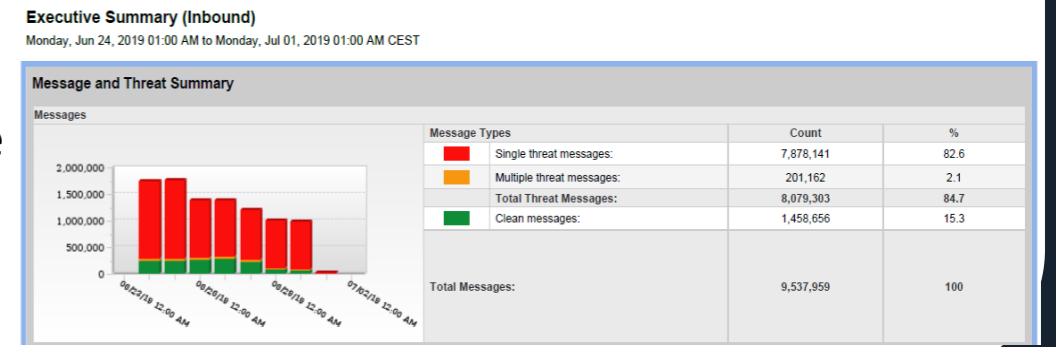 Executive Summary (Inbound)
Monday, Jun 24, 2019 01:00 AM to Monday, Jul 01, 2019 01:00 AM CEST
Message and Threat Summary
Messages
Message Types Count %
Single threat messages: 7,878,141 82.6
Multiple threat messages: 201,162 2.1
Total Threat Messages: 8,079,303 84.7
Clean messages: 1,458,656 15.3
Total Messages: 9,537,959 100
2,000,000
1,500,000
1,000,000
500,000
0
06/23/19 12:00 AM
06/26/19 12:00 AM
06/29/19 12:00 AM
07/02/19 12:00 AM